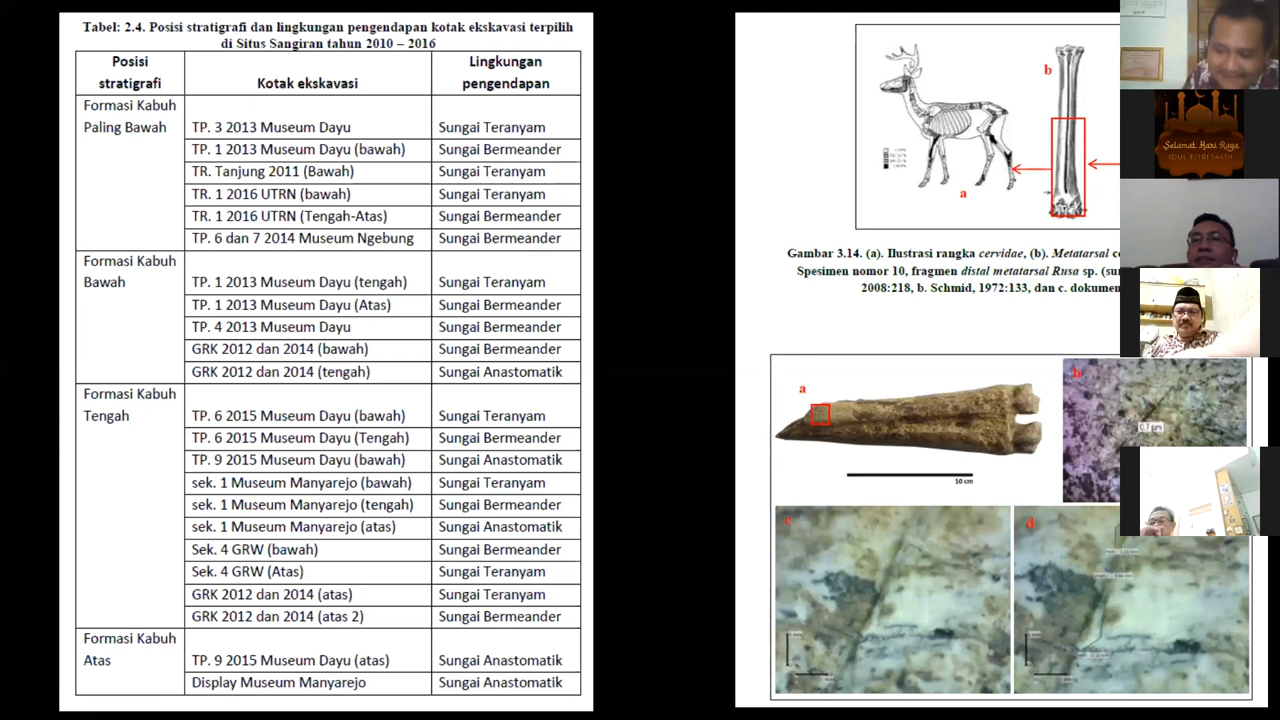 Tabel: 2.4. Posisi stratigrafi dan lingkungan pengendapan kotak ekskavasi terpilih
di Situs Sangiran tahun 2010 – 2016
Posisi stratigrafi Kotak ekskavasi Lingkungan pengendapan
Formasi Kabuh
Paling Bawah TP. 3 2013 Museum Dayu Sungai Teranyam
TP. 1 2013 Museum Dayu (bawah) Sungai Bermeander
TR. Tanjung 2011 (Bawah) Sungai Teranyam
TR. 1 2016 UTRN (bawah) Sungai Teranyam
TR. 1 2016 UTRN (Tengah-Atas) Sungai Bermeander
TP. 6 dan 7 2014 Museum Ngebung Sungai Bermeander
Formasi Kabuh
Bawah TP. 1 2013 Museum Dayu (tengah) Sungai Teranyam
TP. 1 2013 Museum Dayu (Atas) Sungai Bermeander
TP. 4 2013 Museum Dayu Sungai Bermeander
GRK 2012 dan 2014 (bawah) Sungai Bermeander
GRK 2012 dan 2014 (tengah) Sungai Anastomatik
Formasi Kabuh
Tengah TP. 6 2015 Museum Dayu (bawah) Sungai Teranyam
TP. 6 2015 Museum Dayu (Tengah) Sungai Bermeander
TP. 9 2015 Museum Dayu (bawah) Sungai Anastomatik
sek. 1 Museum Manyarejo (bawah) Sungai Teranyam
sek. 1 Museum Manyarejo (tengah) Sungai Bermeander
sek. 1 Museum Manyarejo (atas) Sungai Anastomatik
Sek. 4 GRW (bawah) Sungai Bermeander
Sek. 4 GRW (Atas) Sungai Teranyam
GRK 2012 dan 2014 (atas) Sungai Teranyam
GRK 2012 dan 2014 (atas 2) Sungai Bermeander
Formasi Kabuh
Atas TP. 9 2015 Museum Dayu (atas) Sungai Anastomatik
Display Museum Manyarejo Sungai Anastomatik
a
b
Gambar 3.14. (a). Ilustrasi rangka cervidae, (b). Metatarsal
Spesimen nomor 10, fragmen distal metatarsal Rusa sp.
2008:218, b. Schmid, 1972:133, dan c.
a
10 cm
b
c
d
Selamat Hari Raya
IDUL FITRI